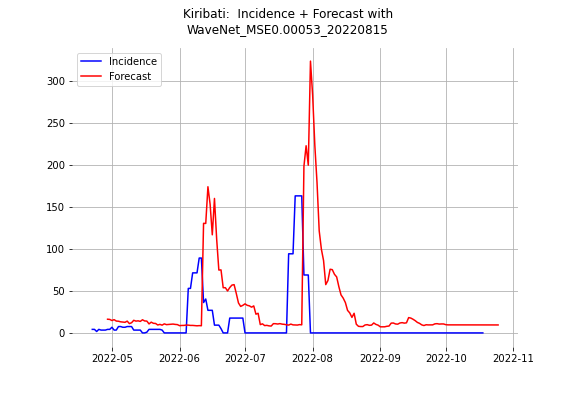 Kiribati:  Incidence + Forecast with
WaveNet_MSE0.00053_20220815
Incidence
Forecast
300
250
200
150
100
50
0
2022-05 2022-06 2022-07 2022-08 2022-09 2022-10 2022-11